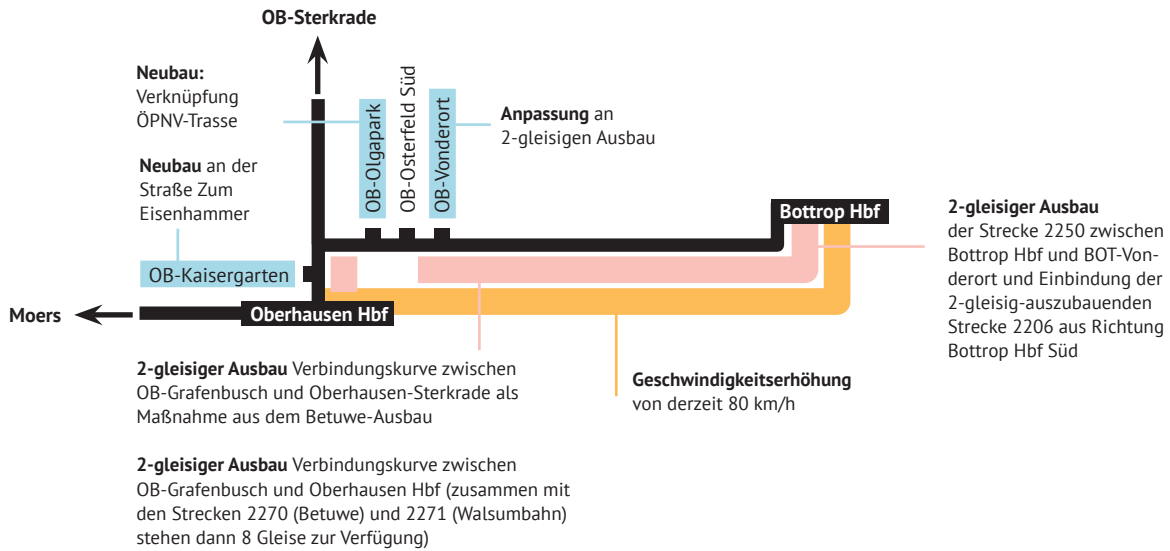 OB-Sterkrade
Neubau:
Verknüpfung
ÖPNV-Trasse
OB-Olgapark
OB-Osterfeld Süd
OB-Vonderort
Anpassung an
2-gleisigen Ausbau
Neubau an der
Straße Zum
Eisenhammer
OB-Kaisergarten
Bottrop Hbf
2-gleisiger Ausbau
der Strecke 2250 zwischen
Bottrop Hbf und BOT-Von-
derort und Einbindung der
2-gleisig-auszubauenden
Strecke 2206 aus Richtung
Bottrop Hbf Süd
Moers
Oberhausen Hbf
2-gleisiger Ausbau Verbindungskurve zwischen
OB-Grafenbusch und Oberhausen-Sterkrade als
Maßnahme aus dem Betuwe-Ausbau
Geschwindigkeitserhöhung
von derzeit 80 km/h
2-gleisiger Ausbau Verbindungskurve zwischen
OB-Grafenbusch und Oberhausen Hbf (zusammen mit
den Strecken 2270 (Betuwe) und 2271 (Walsumbahn)
stehen dann 8 Gleise zur Verfügung)